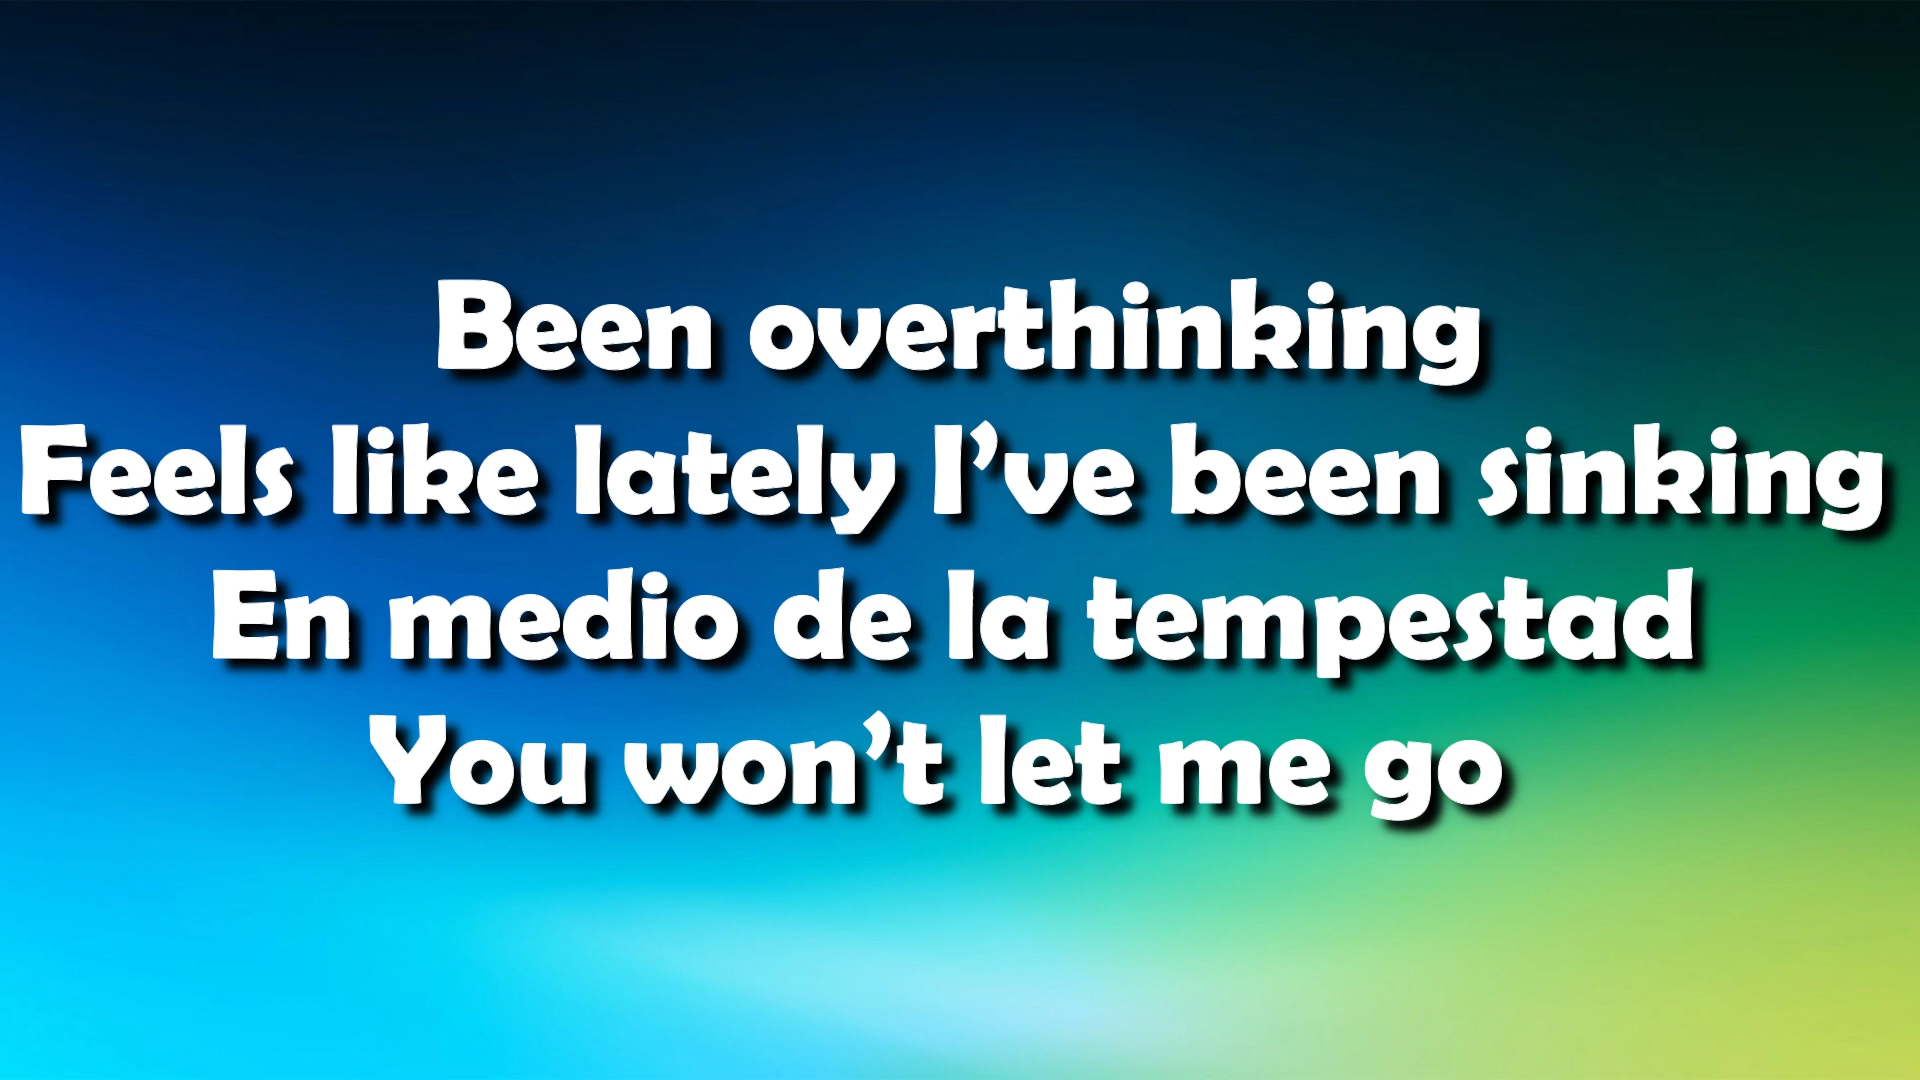 Been overthinking
Feels like lately I’ve been sinking
En medio de la tempestad
You won’t let me go